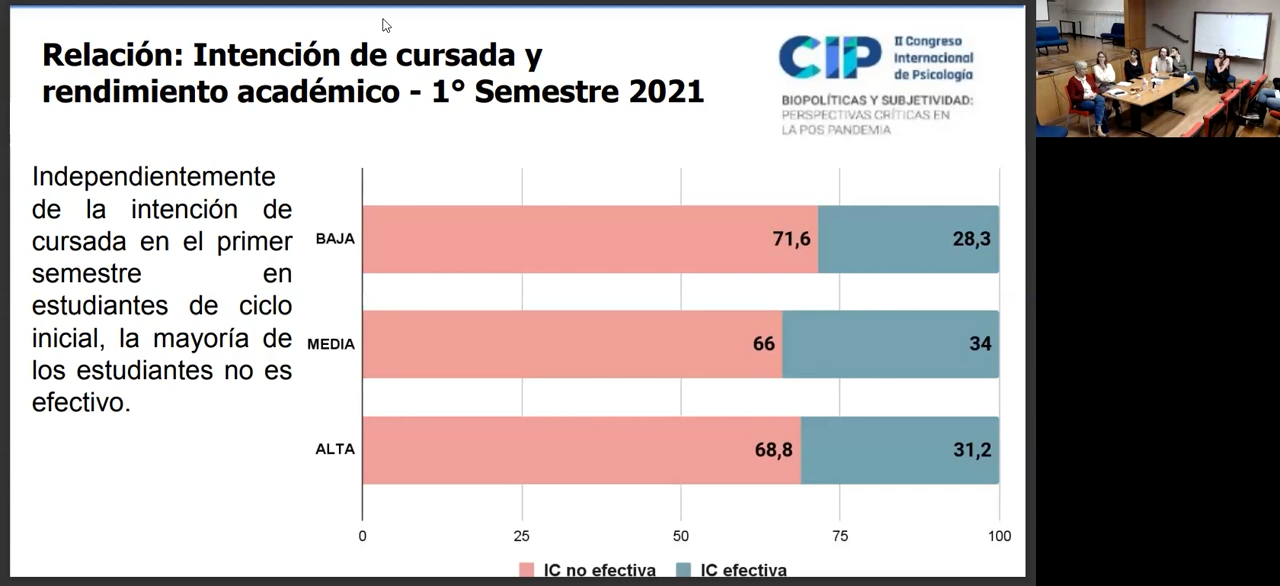 Relación: Intención de cursada y
rendimiento académico - 1° Semestre 2021
CIP
II Congreso
Internacional
de Psicología
BIOPOLÍTICAS Y SUBJETIVIDAD:
PERSPECTIVAS CRÍTICAS EN
LA POS PANDEMIA
Independientemente
de la intención de
cursada en el primer
semestre en
estudiantes de ciclo
inicial, la mayoría de
los estudiantes no es
efectivo.
BAJA
71,6
28,3
MEDIA
66
34
ALTA
68,8
31,2
0
25
50
75
100
IC no efectiva
IC efectiva